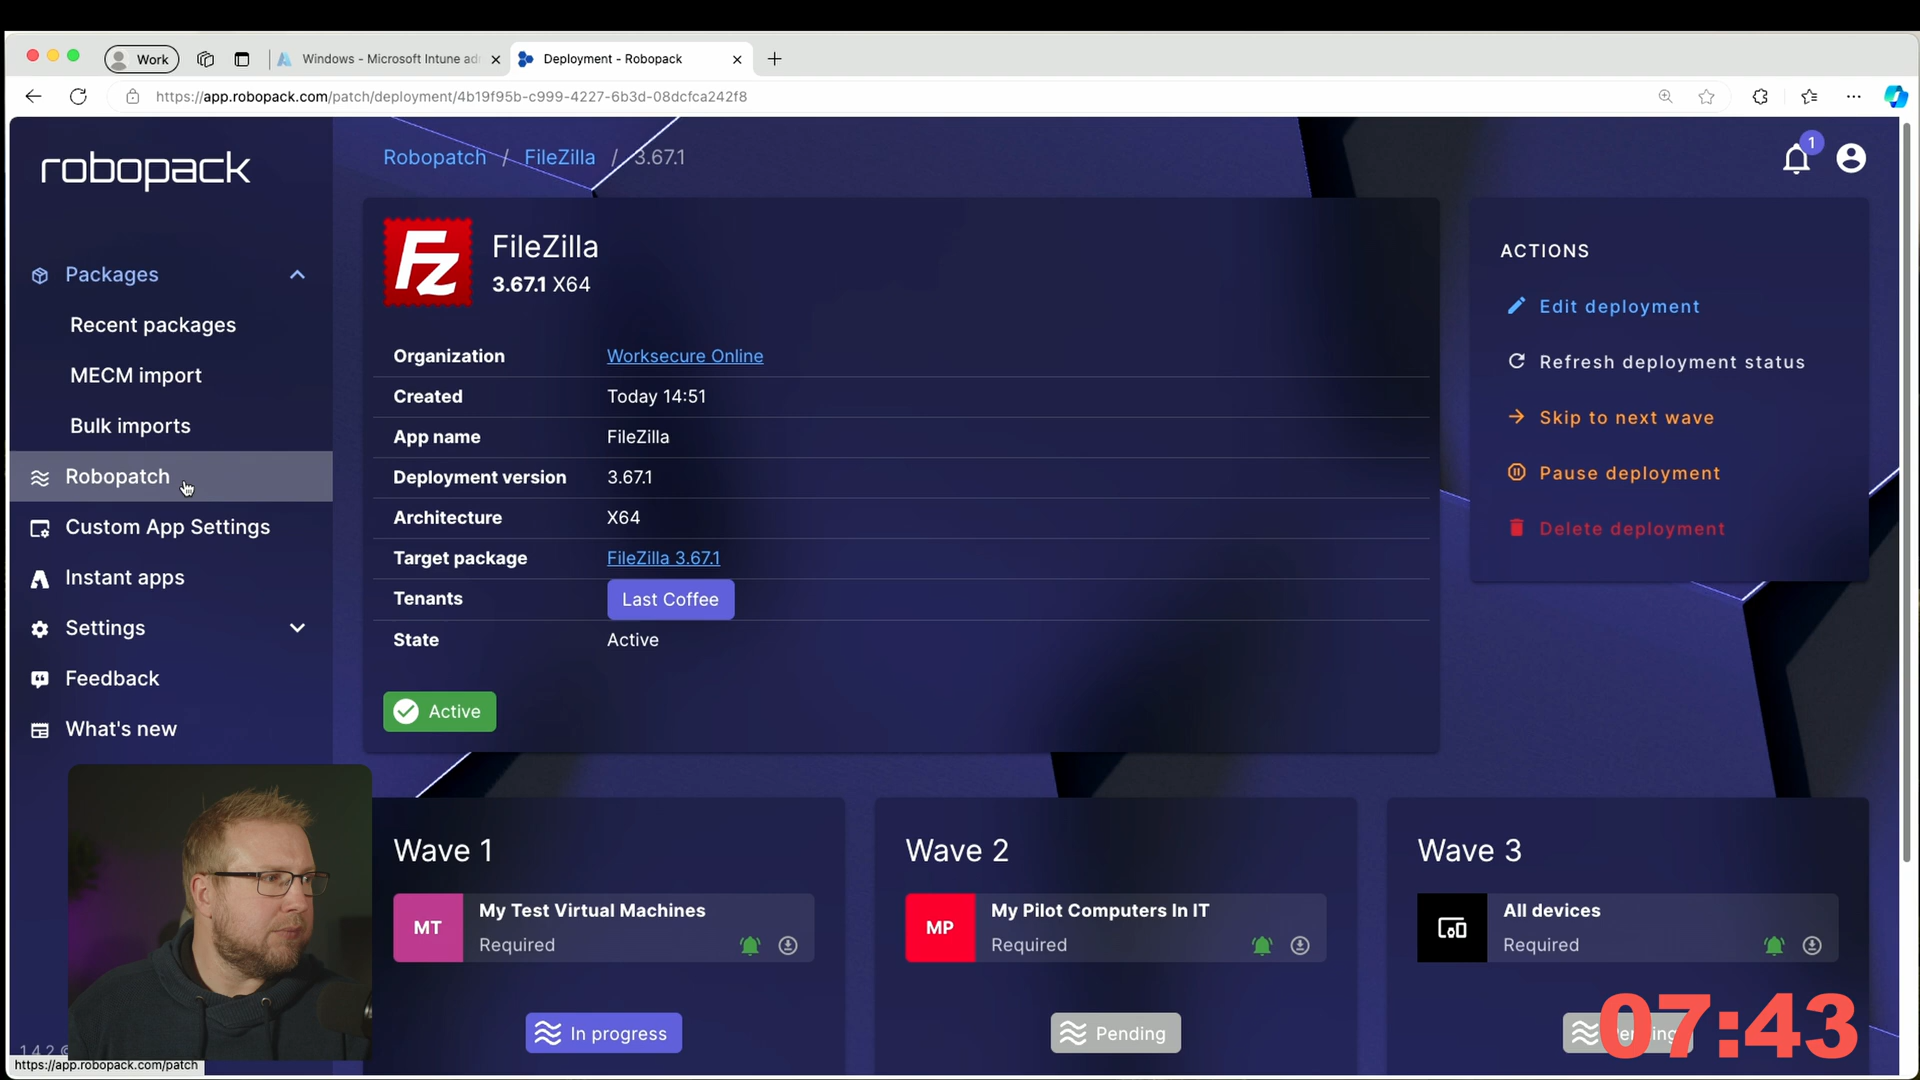 Work
Windows - Microsoft Intune ad
Deployment - Robopack
https://app.robopack.com/patch/deployment/4b19f95b-c999-4227-6b3d-08dcfca242f8
robopack
Packages
Recent packages
MECM import
Bulk imports
Robopatch
Custom App Settings
Instant apps
Settings
Feedback
What's new
1.4.2
https://app.robopack.com/patch
Robopatch / FileZilla / 3.67.1
1
Fz
FileZilla
3.67.1 X64
Organization Worksecure Online
Created Today 14:51
App name FileZilla
Deployment version 3.67.1
Architecture X64
Target package FileZilla 3.67.1
Tenants Last Coffee
State Active
Active
ACTIONS
Edit deployment
Refresh deployment status
Skip to next wave
Pause deployment
Delete deployment
Wave 1
MT
My Test Virtual Machines
Required
In progress
Wave 2
MP
My Pilot Computers In IT
Required
Pending
Wave 3
All devices
Required
07:43